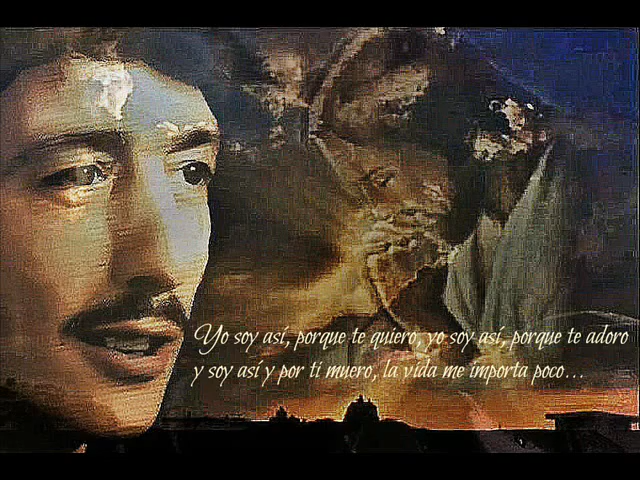 Yo soy así, porque te quiero, yo soy así, porque te adoro
y soy así y por ti muero, la vida me importa poco...